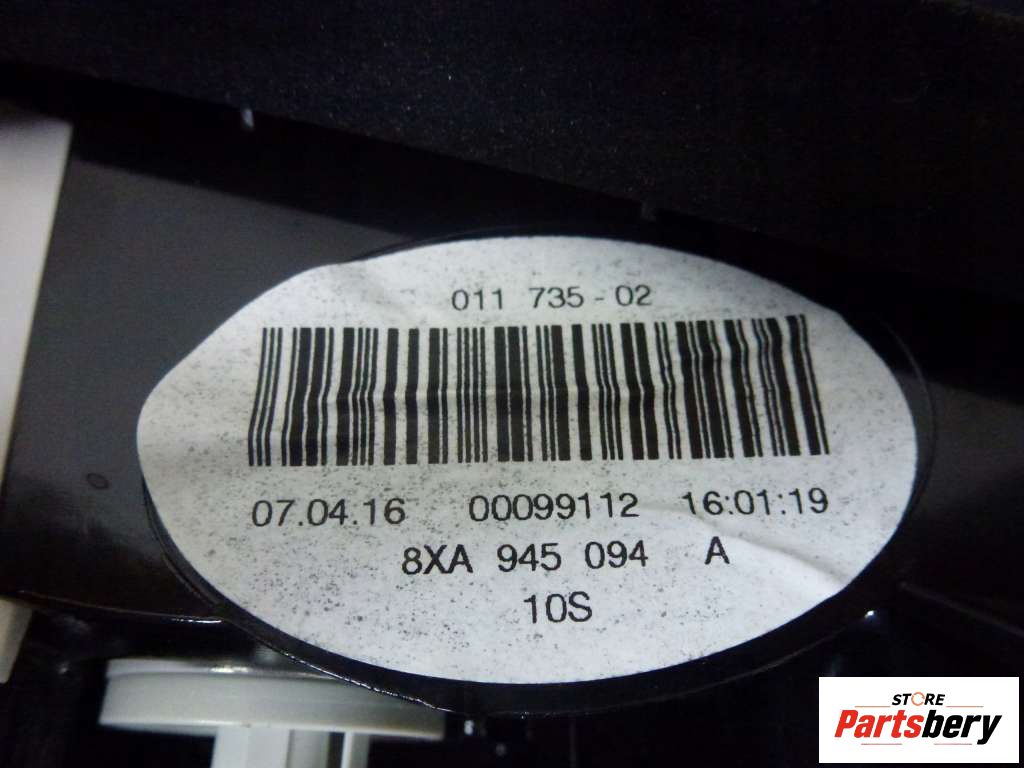 011 735 - 02
07.04.16 00099112 16:01:19
8XA 945 094 A
10S
STORE
Partsbery